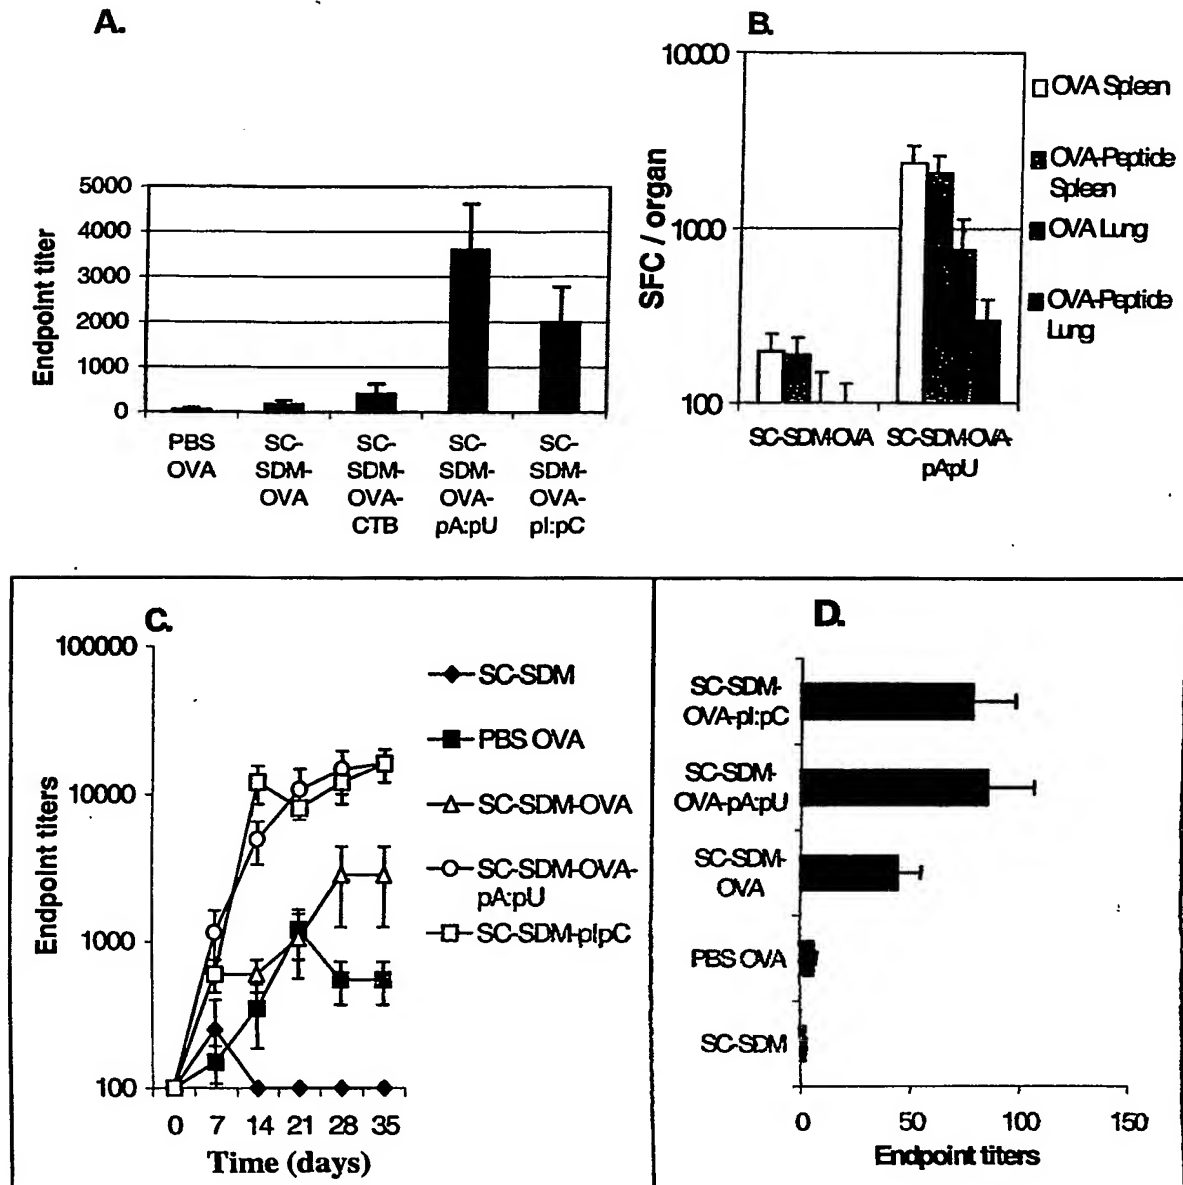 A.
Endpoint titer
5000
4000
3000
2000
1000
0
PBS
OVA
SC-
SDM-
OVA
SC-
SDM-
OVA-
CTB
SC-
SDM-
OVA-
pA:pU
SC-
SDM-
OVA-
pI:pC
B.
SFC / organ
10000
1000
100
SC-SDM-OVA
SC-SDM-OVA-
pA:pU
OVA Spleen
OVA-Peptide
Spleen
OVA Lung
OVA-Peptide
Lung
C.
Endpoint titers
100000
10000
1000
100
0 7 14 21 28 35
Time (days)
SC-SDM
PBS OVA
SC-SDM-OVA
SC-SDM-OVA-
pA:pU
SC-SDM-pIpC
D.
SC-SDM-
OVA-pI:pC
SC-SDM-
OVA-pA:pU
SC-SDM-
OVA
PBS OVA
SC-SDM
0 50 100 150
Endpoint titers